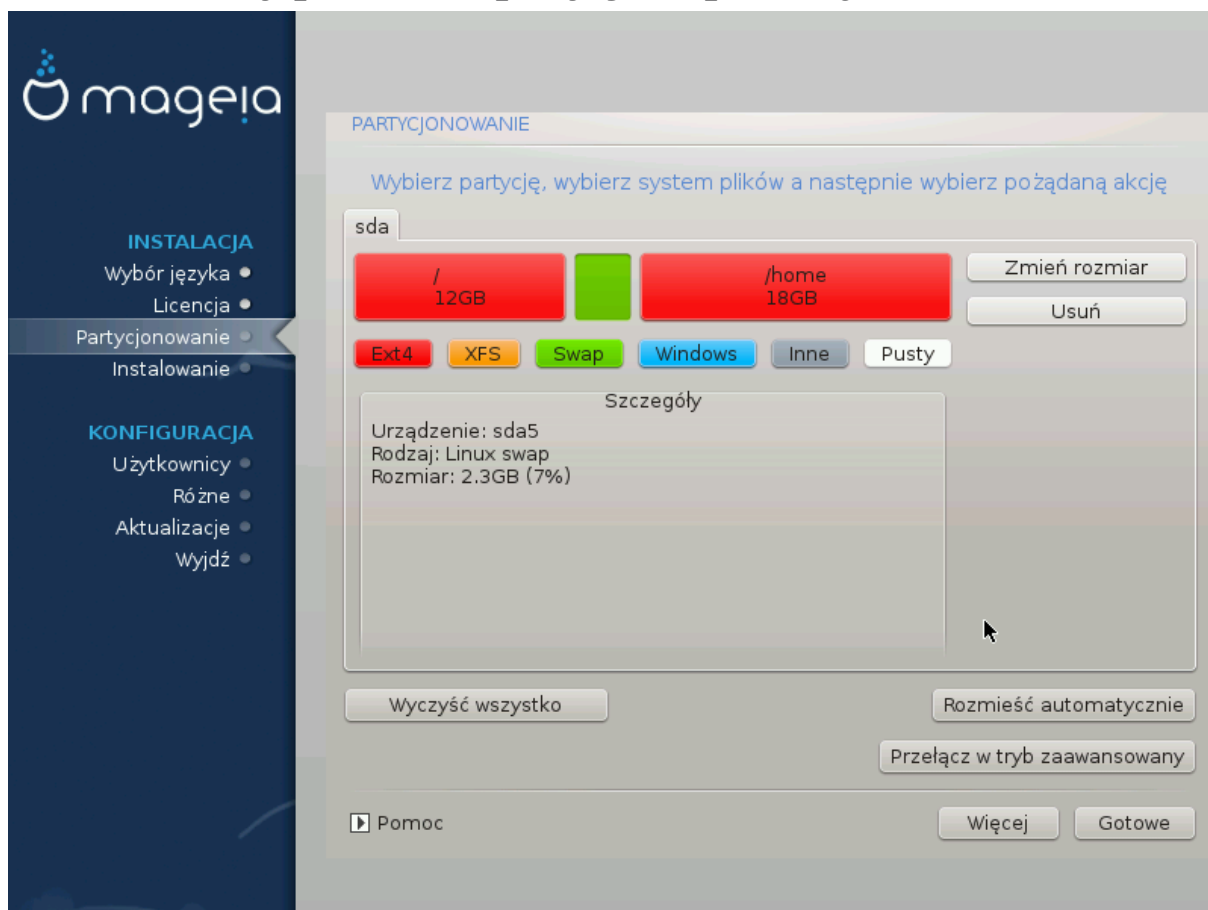 mageia
INSTALACJA
Wybór języka
Licencja
Partycjonowanie
Instalowanie
KONFIGURACJA
Użytkownicy
Różne
Aktualizacje
Wyjdź
PARTYCJONOWANIE
Wybierz partycję, wybierz system plików a następnie wybierz pożądaną akcję
sda
/
12GB
/home
18GB
Zmień rozmiar
Usuń
Ext4 XFS Swap Windows Inne Pusty
Szczegóły
Urządzenie: sda5
Rodzaj: Linux swap
Rozmiar: 2.3GB (7%)
Wyczyść wszystko
Rozmieść automatycznie
Przełącz w tryb zaawansowany
Pomoc
Więcej
Gotowe